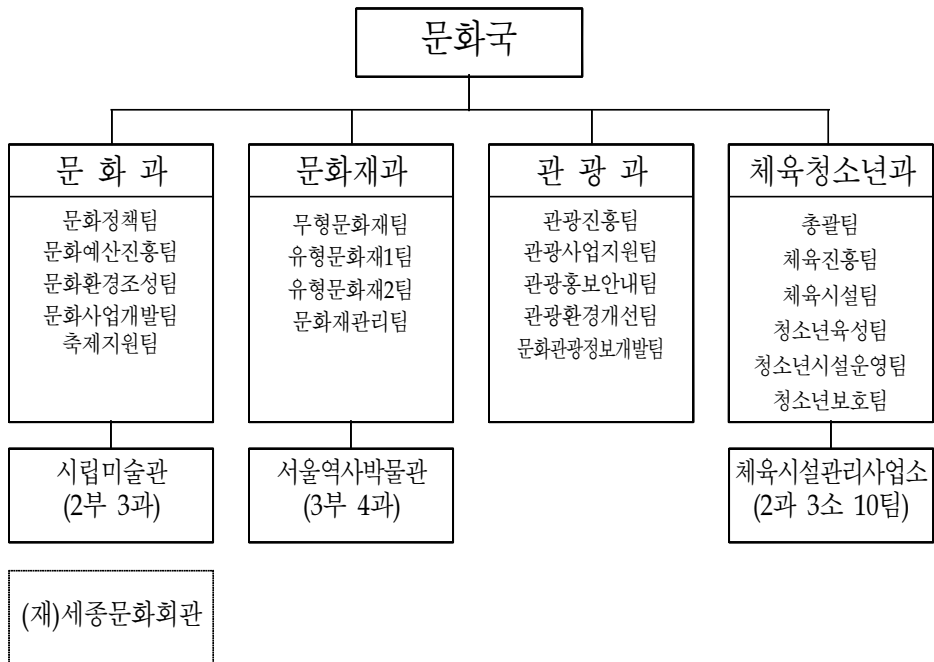 문화국
문 화 과
문화정책팀
문화예산진흥팀
문화환경조성팀
문화사업개발팀
축제지원팀
문화재과
무형문화재팀
유형문화재1팀
유형문화재2팀
문화재관리팀
관 광 과
관광진흥팀
관광사업지원팀
관광홍보안내팀
관광환경개선팀
문화관광정보개발팀
체육청소년과
총괄팀
체육진흥팀
체육시설팀
청소년육성팀
청소년시설운영팀
청소년보호팀
시립미술관
(2부 3과)
서울역사박물관
(3부 4과)
체육시설관리사업소
(2과 3소 10팀)
(재)세종문화회관